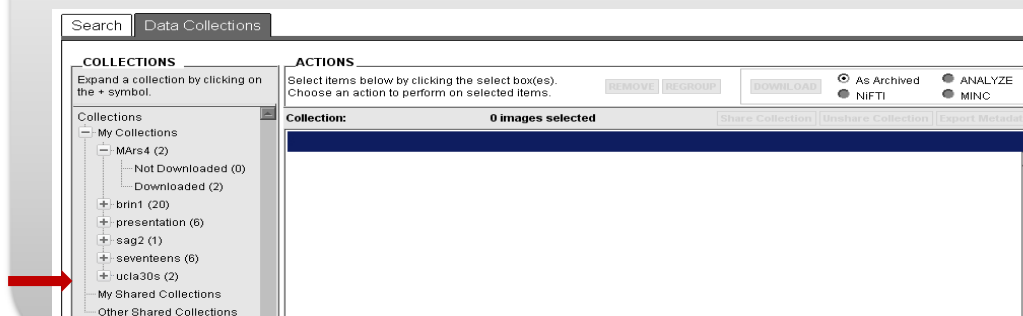 Search Data Collections
COLLECTIONS
Expand a collection by clicking on
the + symbol.
ACTIONS
Select items below by clicking the select box(es).
Choose an action to perform on selected items.
REMOVE REGROUP DOWNLOAD
As Archived ANALYZE
NiFTI MINC
Collections
Collection: 0 images selected Share Collection Unshare Collection Export Metadat
My Collections
MArs4 (2)
Not Downloaded (0)
Downloaded (2)
brin1 (20)
presentation (6)
sag2 (1)
seventeens (6)
ucla30s (2)
My Shared Collections
Other Shared Collections